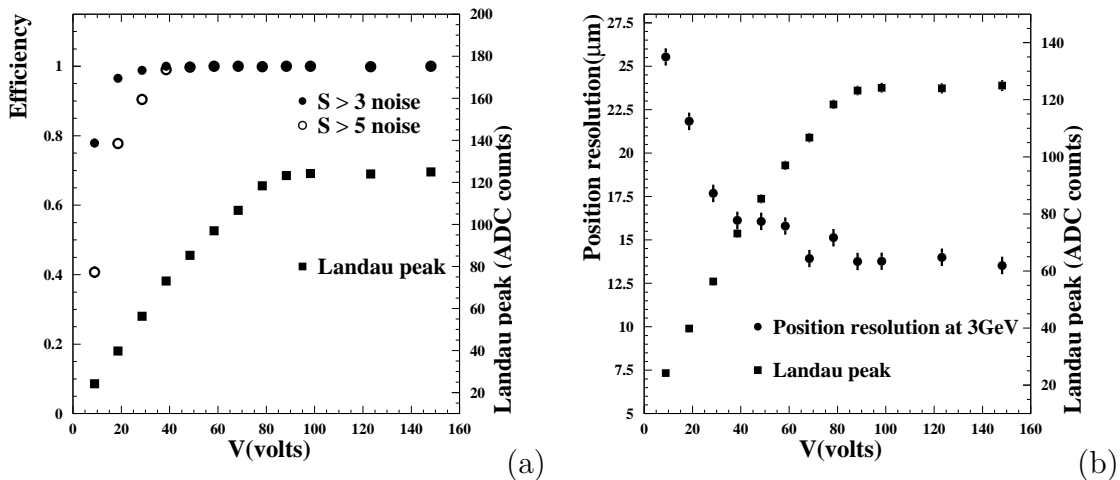 Efficiency
1
0.8
0.6
0.4
0.2
0
S > 3 noise
S > 5 noise
Landau peak
200
180
160
140
120
100
80
60
40
20
Landau peak (ADC counts)
0 20 40 60 80 100 120 140 160
V(volts)
(a)
Position resolution(μm)
27.5
25
22.5
20
17.5
15
12.5
10
7.5
5
Position resolution at 3GeV
Landau peak
140
120
100
80
60
40
20
Landau peak (ADC counts)
0 20 40 60 80 100 120 140 160
V(volts)
(b)